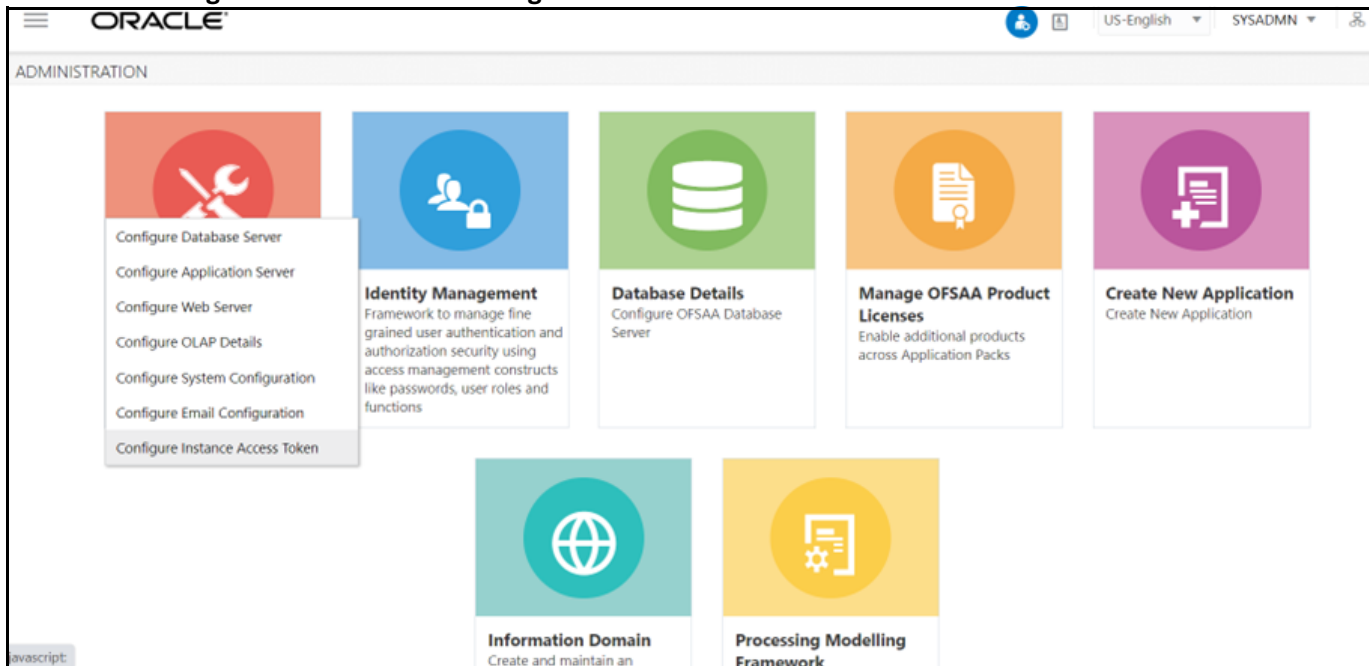 ORACLE
US-English
SYSADMN
ADMINISTRATION
Configure Database Server
Configure Application Server
Configure Web Server
Configure OLAP Details
Configure System Configuration
Configure Email Configuration
Configure Instance Access Token
Identity Management
Framework to manage fine
grained user authentication and
authorization security using
access management constructs
like passwords, user roles and
functions
Database Details
Configure OFSAA Database
Server
Manage OFSAA Product
Licenses
Enable additional products
across Application Packs
Create New Application
Create New Application
Information Domain
Create and maintain an
Processing Modelling
Framework
javascript: